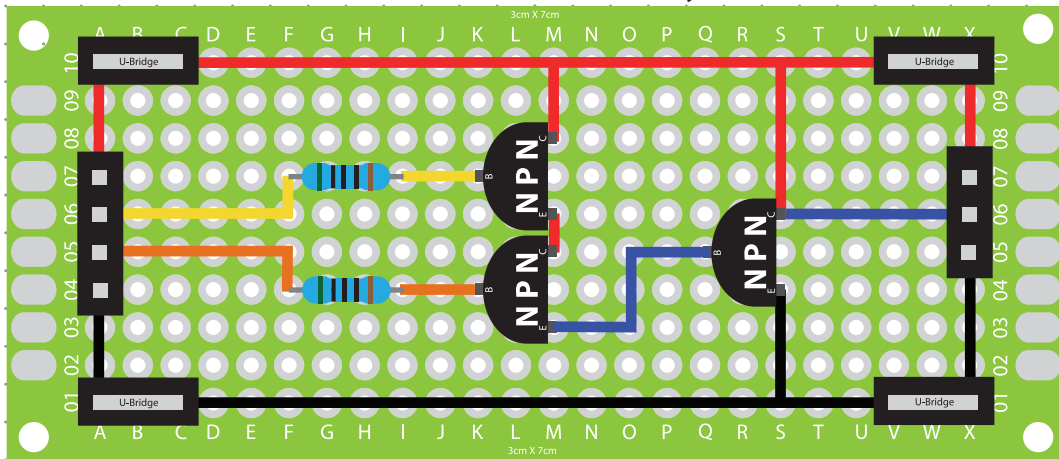 3cm X 7cm
A B C D E F G H I J K L M N O P Q R S T U V W X
10 U-Bridge U-Bridge 10
09 09
08 C 08
07 B NPN 07
06 E C 06
05 C B NPN 05
04 B NPN E 04
03 E 03
02 02
01 U-Bridge U-Bridge 01
A B C D E F G H I J K L M N O P Q R S T U V W X
3cm X 7cm